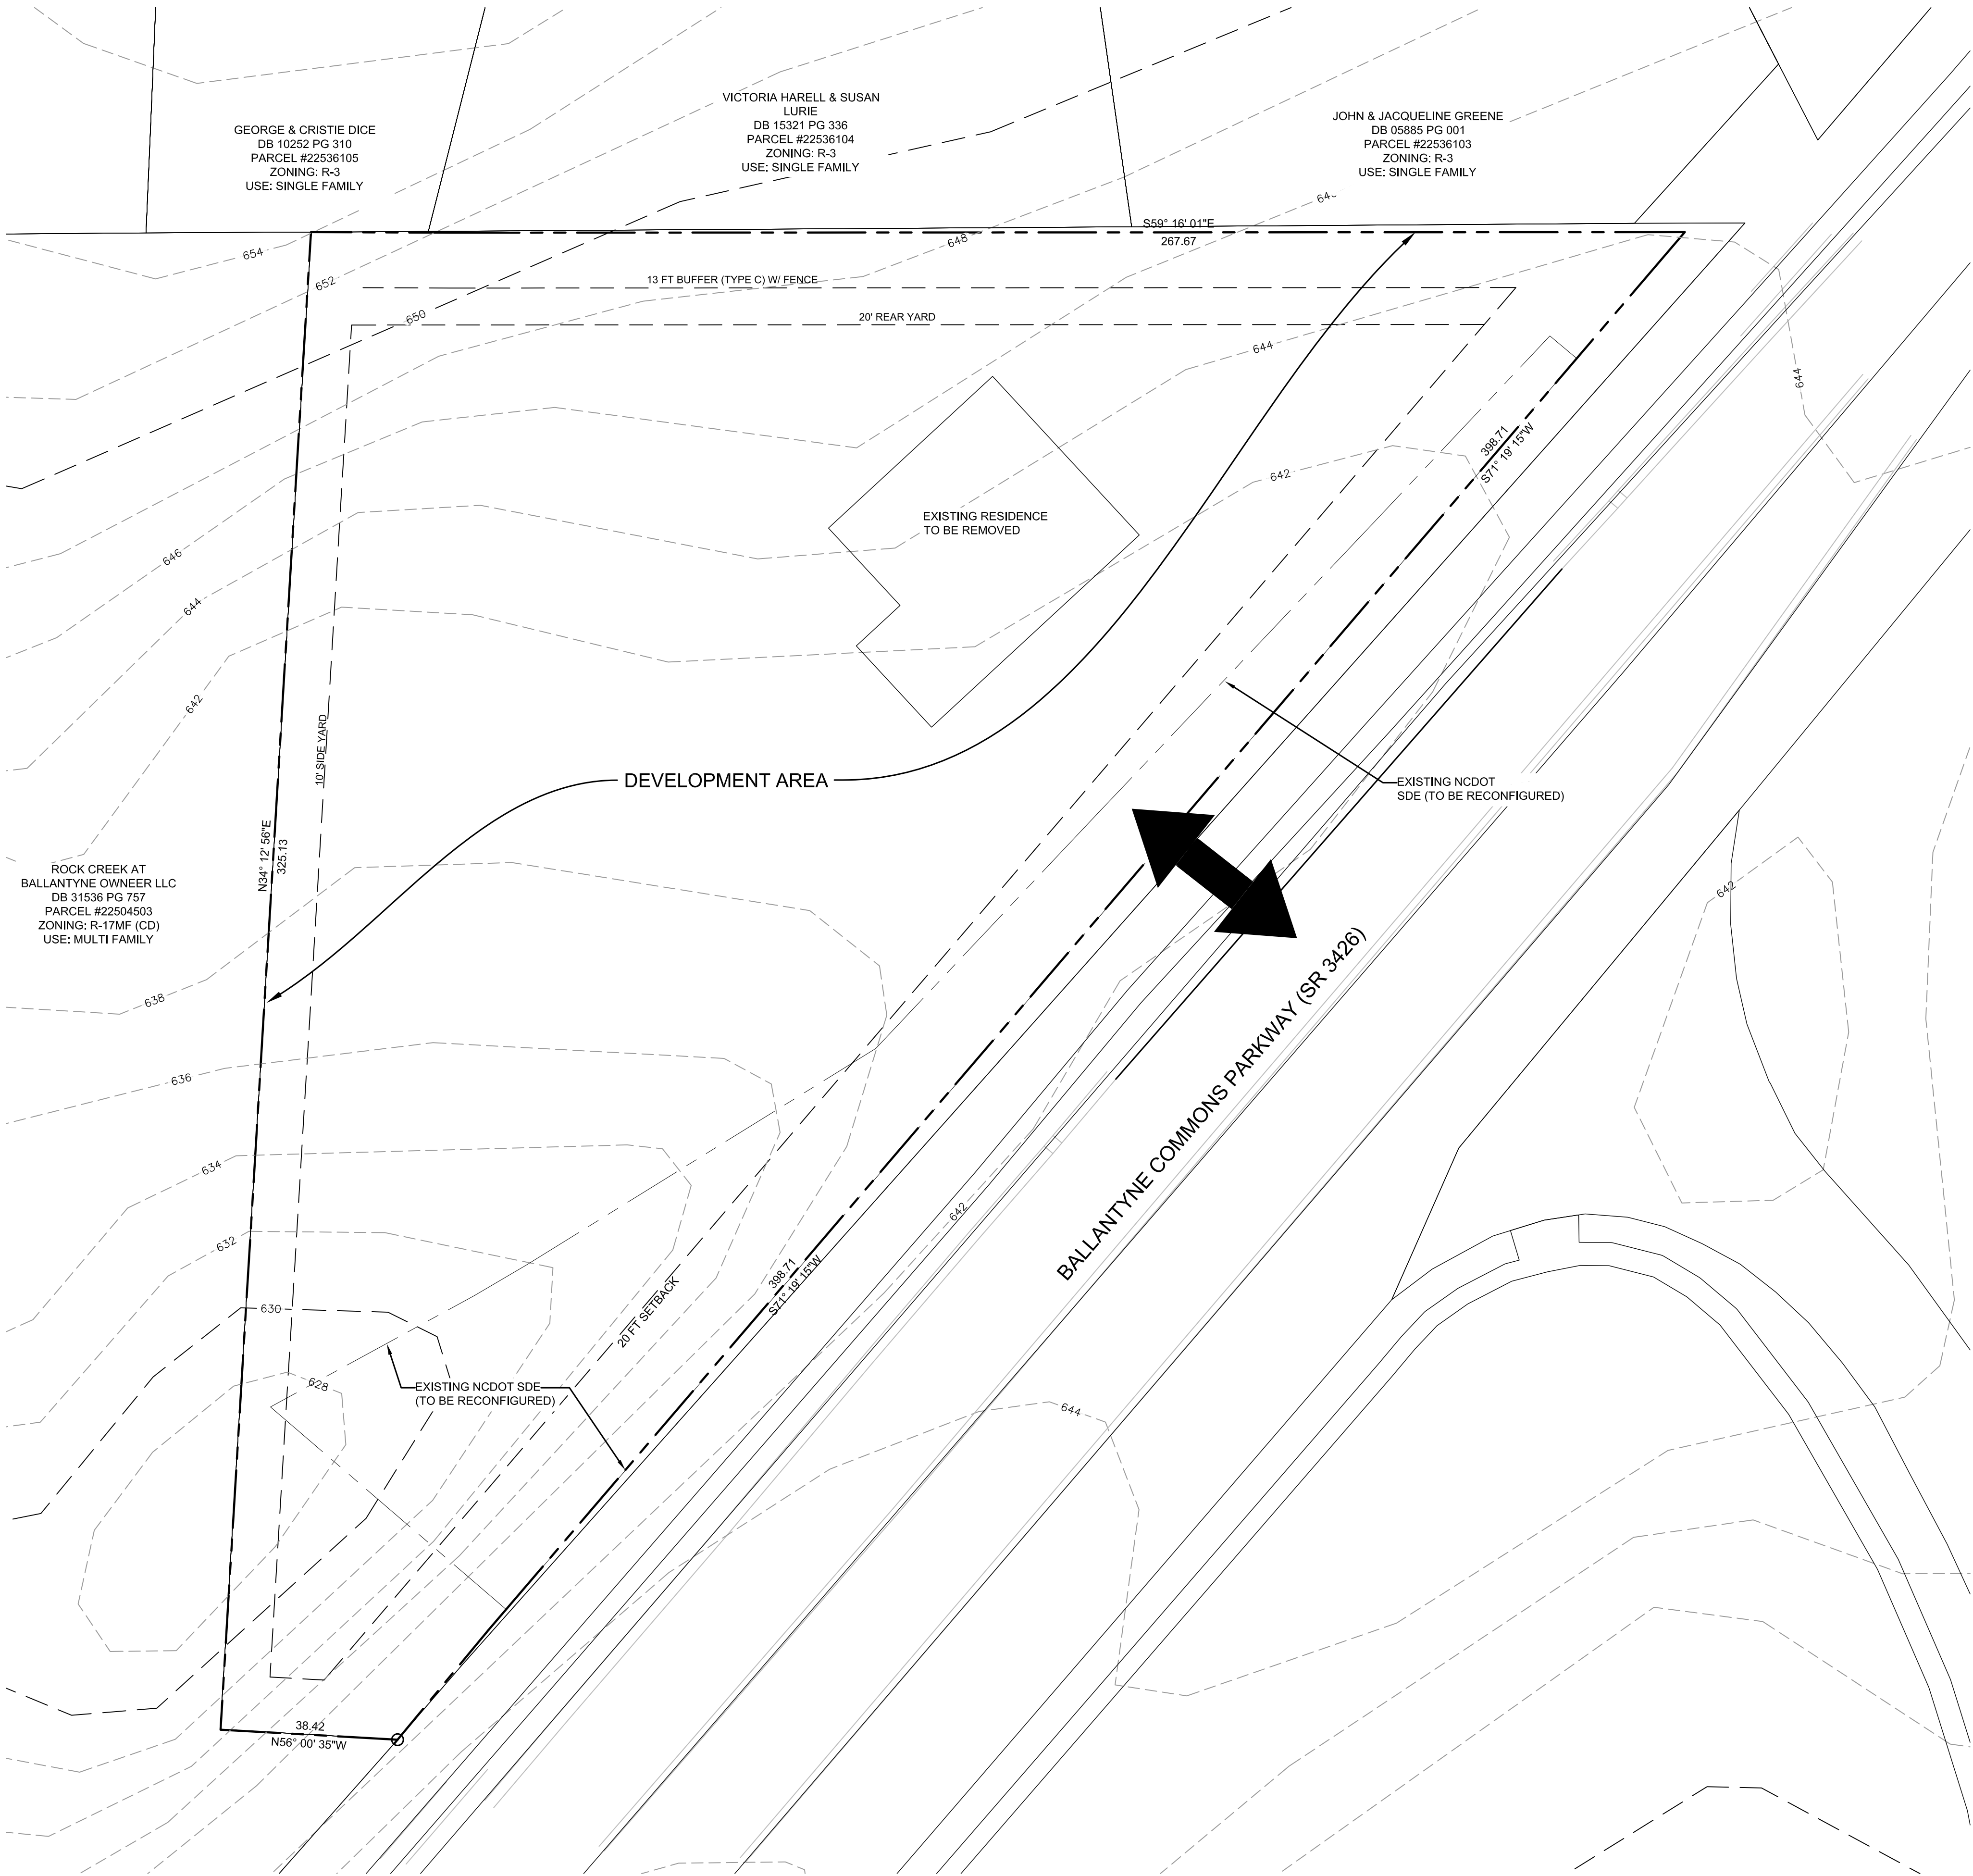 GEORGE & CRISTIE DICE
DB 10252 PG 310
PARCEL #22536105
ZONING: R-3
USE: SINGLE FAMILY
VICTORIA HARELL & SUSAN
LURIE
DB 15321 PG 336
PARCEL #22536104
ZONING: R-3
USE: SINGLE FAMILY
JOHN & JACQUELINE GREENE
DB 05885 PG 001
PARCEL #22536103
ZONING: R-3
USE: SINGLE FAMILY
S59° 16' 01"E
267.67
654
652
650
648
644
644
13 FT BUFFER (TYPE C) W/ FENCE
20' REAR YARD
398.71
S71° 19' 15"W
642
EXISTING RESIDENCE
TO BE REMOVED
646
644
642
10' SIDE YARD
DEVELOPMENT AREA
EXISTING NCDOT
SDE (TO BE RECONFIGURED)
N34° 12' 56"E
325.13
ROCK CREEK AT
BALLANTYNE OWNEER LLC
DB 31536 PG 757
PARCEL #22504503
ZONING: R-17MF (CD)
USE: MULTI FAMILY
642
638
636
634
632
630
628
BALLANTYNE COMMONS PARKWAY (SR 3426)
642
398.71
S71° 19' 15"W
20 FT SETBACK
EXISTING NCDOT SDE
(TO BE RECONFIGURED)
644
38.42
N56° 00' 35"W